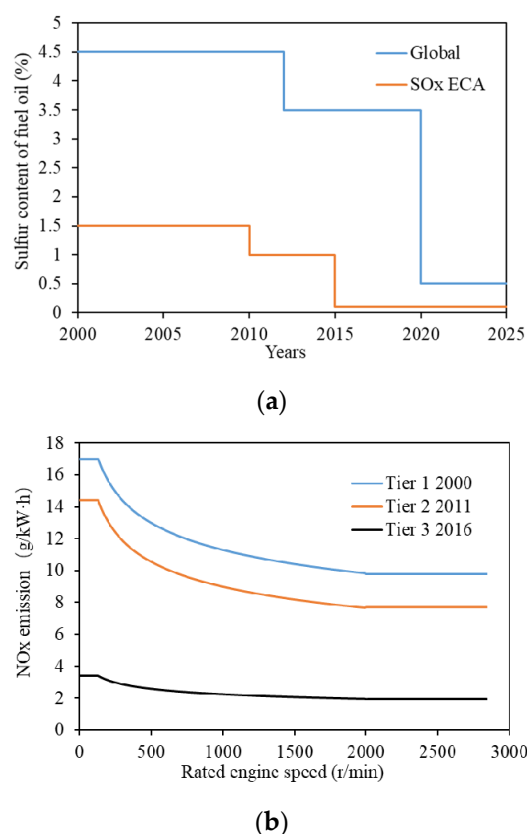 5
4.5
4
3.5
3
2.5
2
1.5
1
0.5
0
Sulfur content of fuel oil (%)
Global
SOx ECA
2000 2005 2010 2015 2020 2025
Years
(a)
18
16
14
12
10
8
6
4
2
0
NOx emission（g/kW·h)
Tier 1 2000
Tier 2 2011
Tier 3 2016
0 500 1000 1500 2000 2500 3000
Rated engine speed (r/min)
(b)